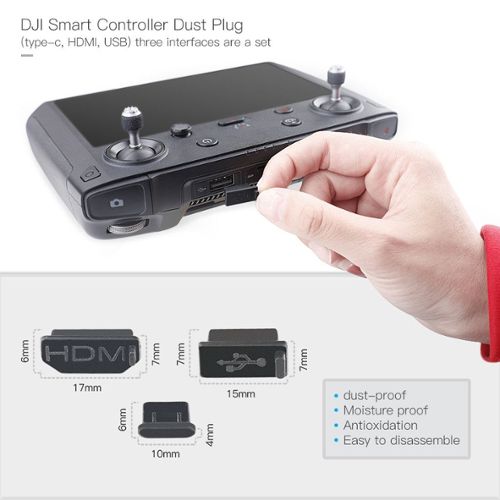 DJI Smart Controller Dust Plug
(type-c, HDMI, USB) three interfaces are a set
6mm
HDMI
7mm
17mm
7mm
7mm
15mm
6mm
4mm
10mm
dust-proof
Moisture proof
Antioxidation
Easy to disassemble